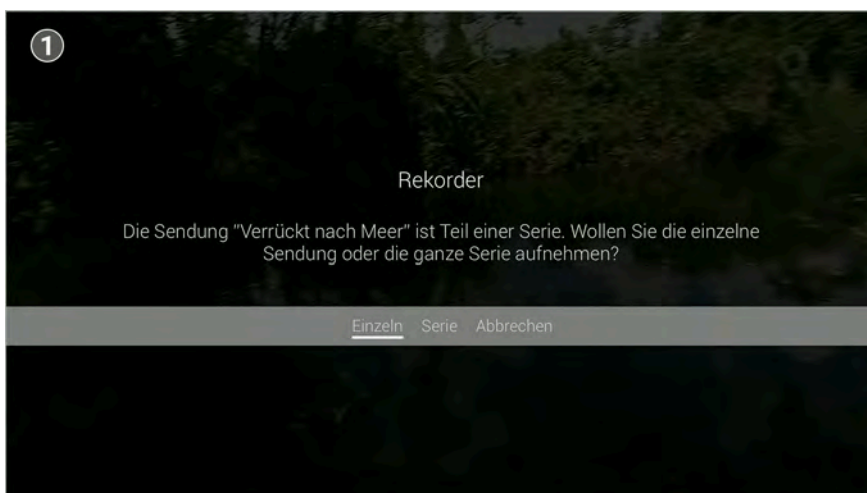 1
Rekorder
Die Sendung "Verrückt nach Meer" ist Teil einer Serie. Wollen Sie die einzelne
Sendung oder die ganze Serie aufnehmen?
Einzeln Serie Abbrechen